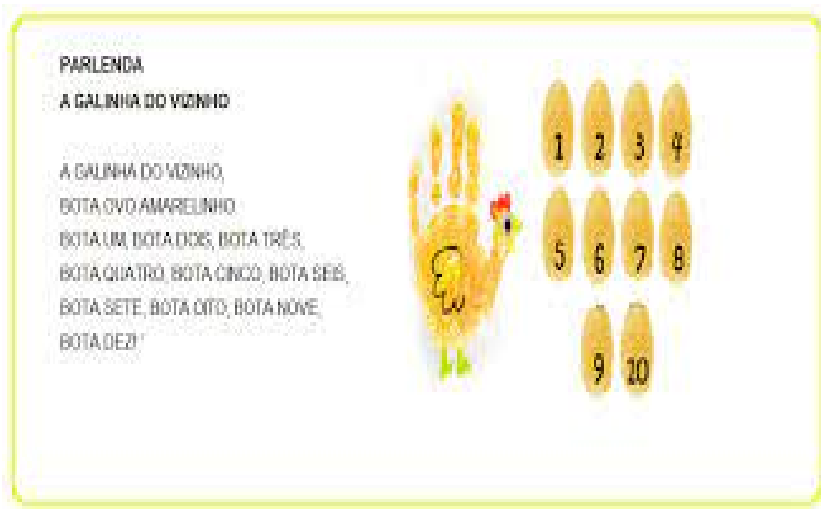 PARLENDA
A GALINHA DO VIZINHO
A GALINHA DO VIZINHO,
BOTA OVO AMARELINHO
BOTA UM, BOTA DOIS, BOTA TRÊS,
BOTA QUATRO, BOTA CINCO, BOTA SEIS,
BOTA SETE, BOTA OITO, BOTA NOVE,
BOTA DEZ!"
1 2 3 4
5 6 7 8
9 10